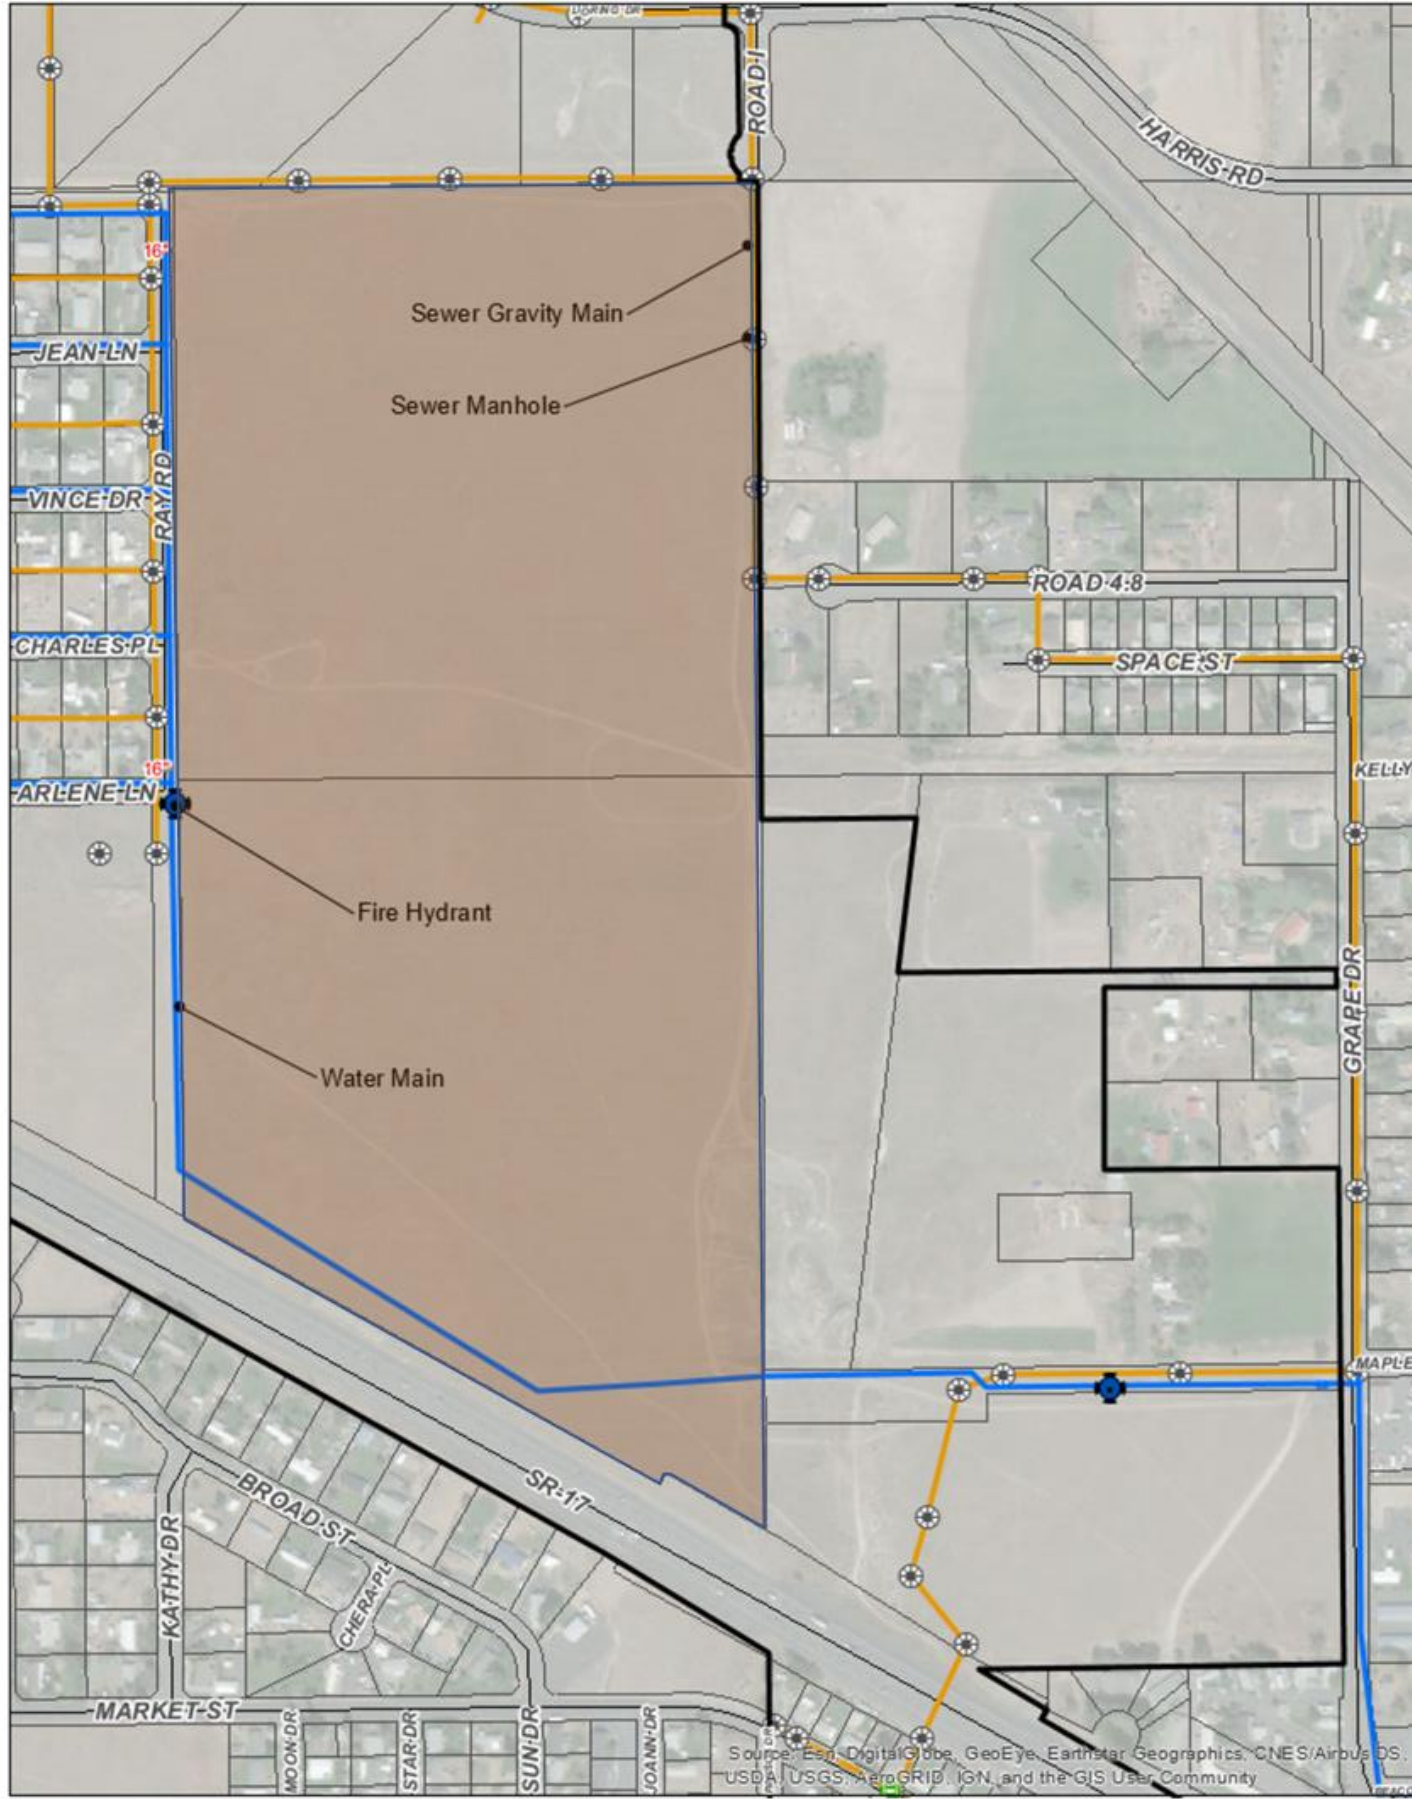 DORING DR
ROAD-I
HARRIS-RD
16"
Sewer Gravity Main
JEAN-LN
Sewer Manhole
VINCE-DR
RAY-RD
ROAD-4.8
CHARLES-PL
SPACE-ST
16"
KELLY
ARLENE-LN
Fire Hydrant
GRAPE-DR
Water Main
MAPLE
SR-17
BROAD-ST
KATHY-DR
CHERA-PL
MARKET-ST
MOON-DR
STAR-DR
SUN-DR
JOANN-DR
Source: Esri, DigitalGlobe, GeoEye, Earthstar Geographics, CNES/Airbus DS,
USDA, USGS, AeroGRID, IGN, and the GIS User Community